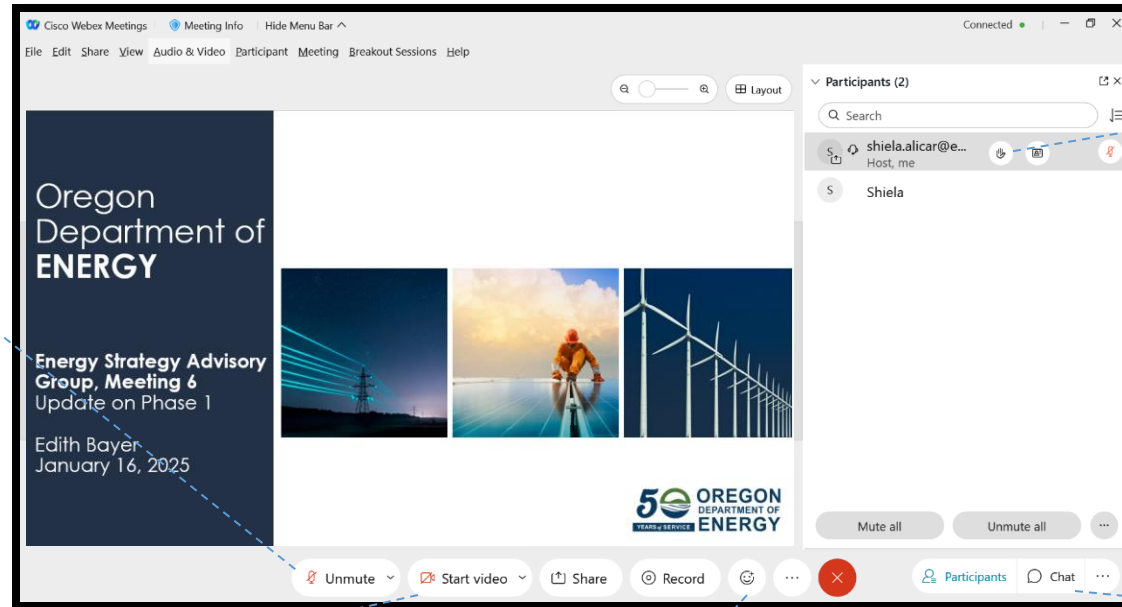 Cisco Webex Meetings Meeting Info Hide Menu Bar Connected
File Edit Share View Audio & Video Participant Meeting Breakout Sessions Help
Layout
Participants (2)
Search
S shiela.alicar@e...
Host, me
S Shiela
Oregon
Department of
ENERGY
Energy Strategy Advisory
Group, Meeting 6
Update on Phase 1
Edith Bayer
January 16, 2025
50 YEARS of SERVICE
OREGON
DEPARTMENT OF
ENERGY
Mute all Unmute all ...
Unmute Start video Share Record ... Participants Chat ...